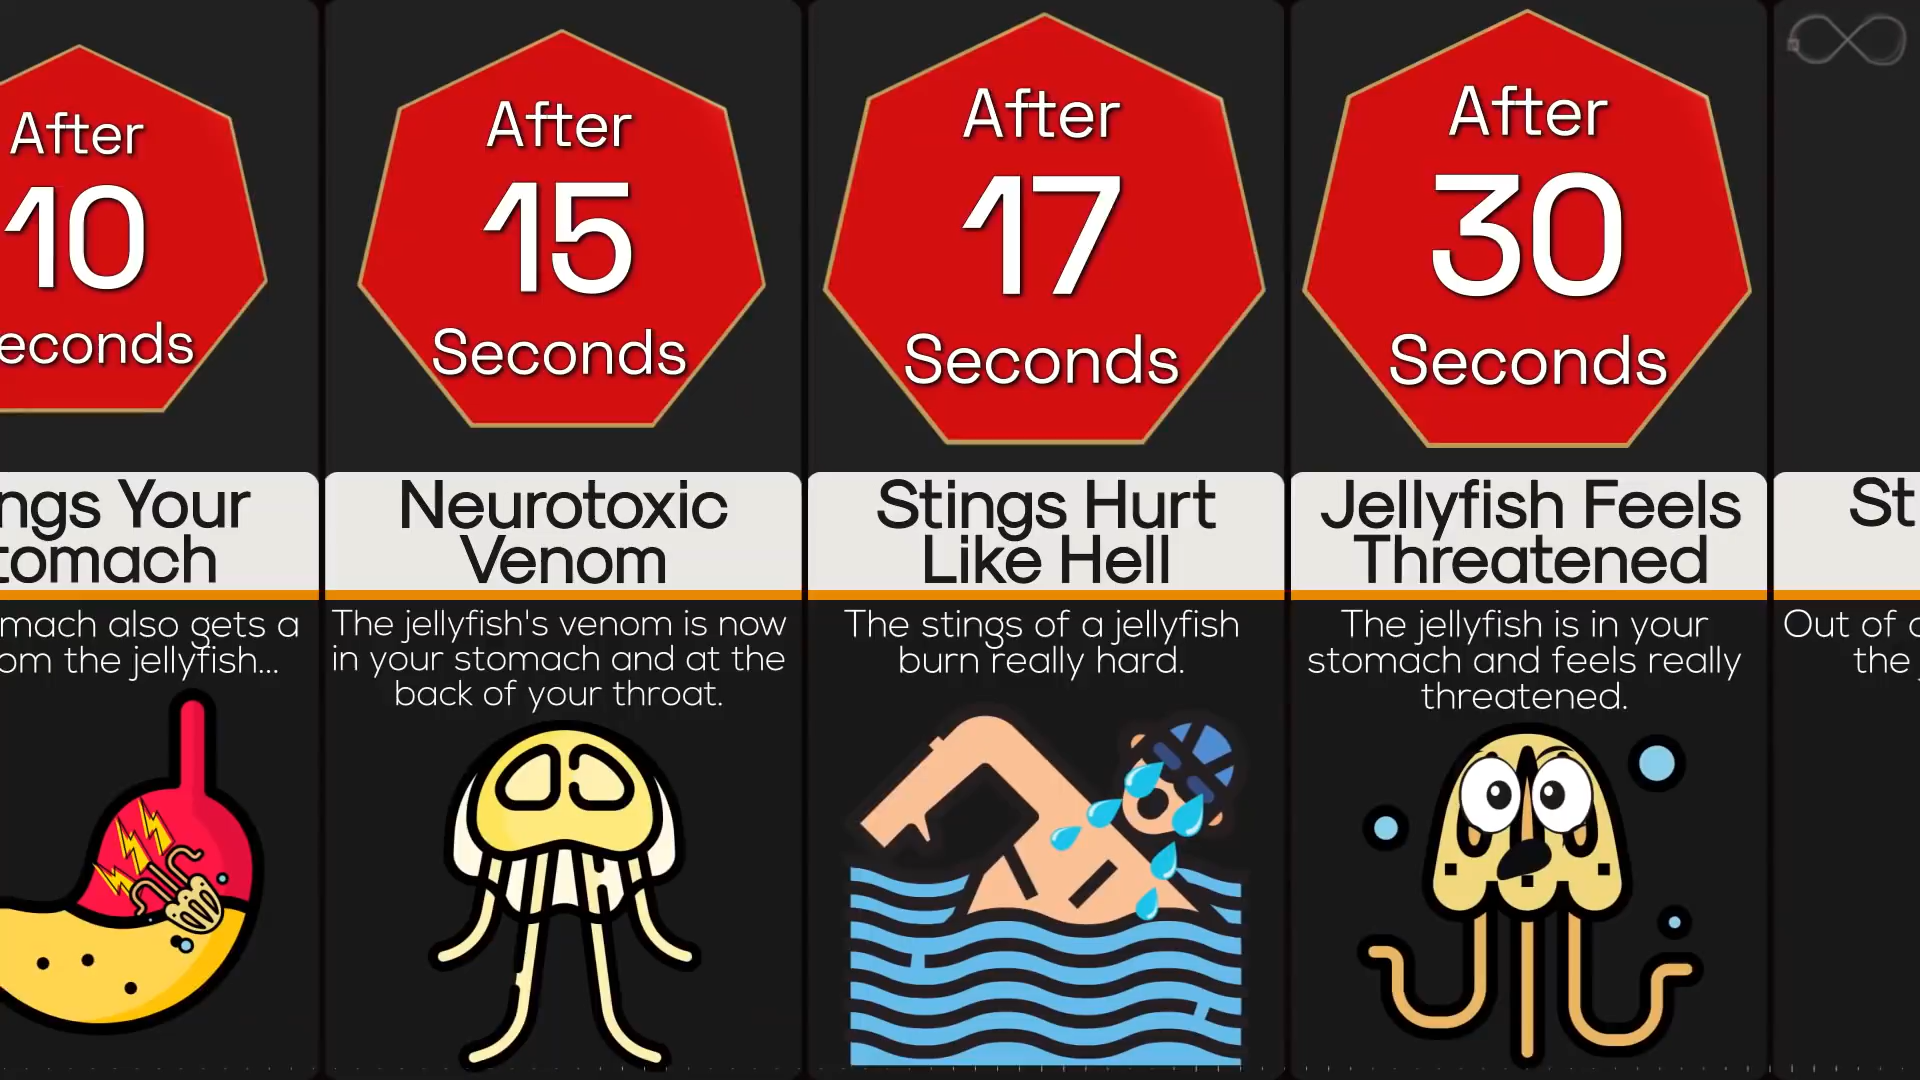 After
10
econds
ngs Your
tomach
mach also gets a
om the jellyfish...
After
15
Seconds
Neurotoxic
Venom
The jellyfish's venom is now
in your stomach and at the
back of your throat.
After
17
Seconds
Stings Hurt
Like Hell
The stings of a jellyfish
burn really hard.
After
30
Seconds
Jellyfish Feels
Threatened
The jellyfish is in your
stomach and feels really
threatened.
St
Out of
the